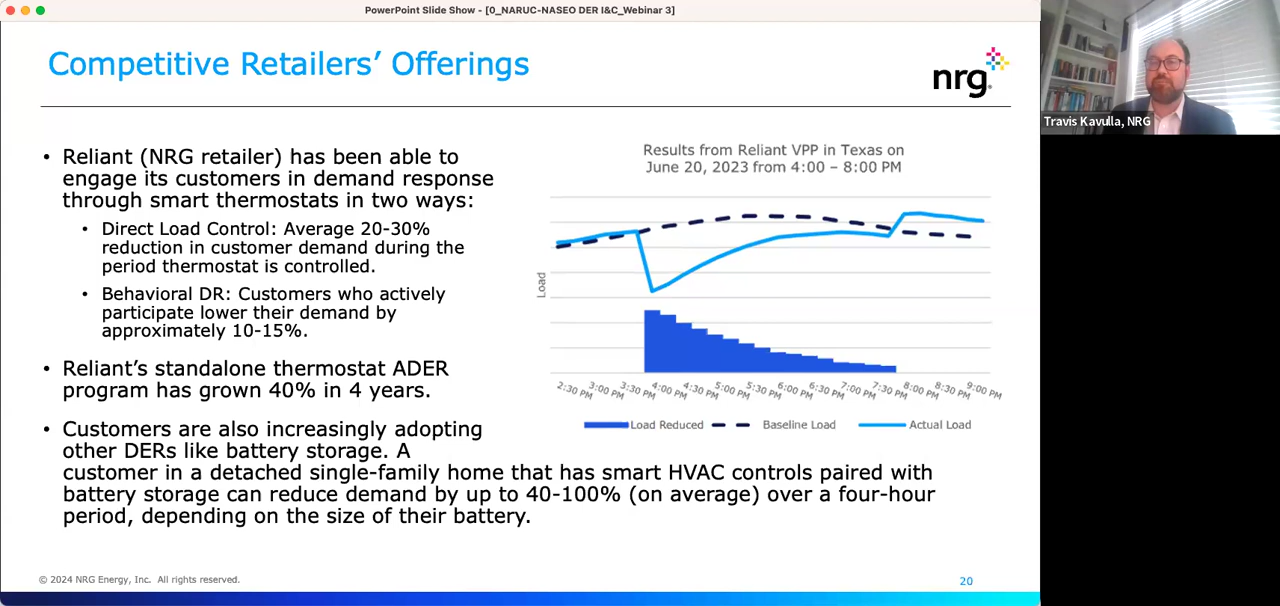 PowerPoint Slide Show - [0_NARUC-NASEO DER I&C_Webinar 3]
Competitive Retailers’ Offerings
nrg
Travis Kavulla, NRG
• Reliant (NRG retailer) has been able to
engage its customers in demand response
through smart thermostats in two ways:
• Direct Load Control: Average 20-30%
reduction in customer demand during the
period thermostat is controlled.
• Behavioral DR: Customers who actively
participate lower their demand by
approximately 10-15%.
• Reliant’s standalone thermostat ADER
program has grown 40% in 4 years.
• Customers are also increasingly adopting
other DERs like battery storage. A
customer in a detached single-family home that has smart HVAC controls paired with
battery storage can reduce demand by up to 40-100% (on average) over a four-hour
period, depending on the size of their battery.
Results from Reliant VPP in Texas on
June 20, 2023 from 4:00 – 8:00 PM
Load
2:30 PM 3:00 PM 3:30 PM 4:00 PM 4:30 PM 5:00 PM 5:30 PM 6:00 PM 6:30 PM 7:00 PM 7:30 PM 8:00 PM 8:30 PM 9:00 PM
Load Reduced Baseline Load Actual Load
© 2024 NRG Energy, Inc. All rights reserved.
20